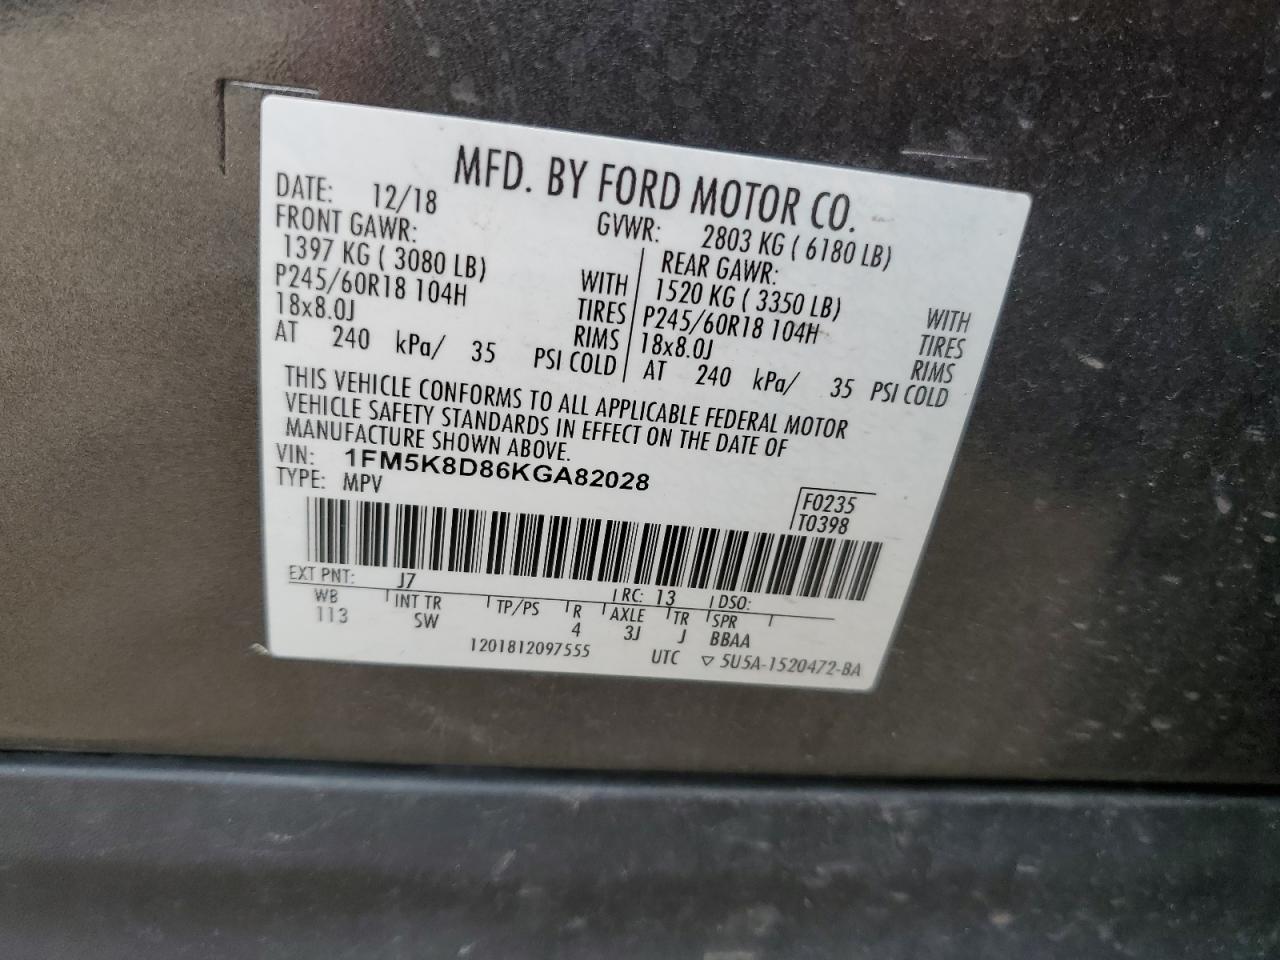 MFD. BY FORD MOTOR CO.
DATE: 12/18 GVWR: 2803 KG ( 6180 LB)
FRONT GAWR: REAR GAWR:
1397 KG ( 3080 LB) WITH 1520 KG ( 3350 LB) WITH
P245/60R18 104H TIRES P245/60R18 104H TIRES
18x8.0J RIMS 18x8.0J RIMS
AT 240 kPa/ 35 PSI COLD AT 240 kPa/ 35 PSI COLD
THIS VEHICLE CONFORMS TO ALL APPLICABLE FEDERAL MOTOR
VEHICLE SAFETY STANDARDS IN EFFECT ON THE DATE OF
MANUFACTURE SHOWN ABOVE.
VIN: 1FM5K8D86KGA82028
TYPE: MPV
F0235
T0398
EXT PNT: J7 RC: 13 DSO:
WB INT TR TP/PS R AXLE TR SPR
113 SW 4 3J J BBAA
1201812097555 UTC ▽ 5U5A-1520472-BA